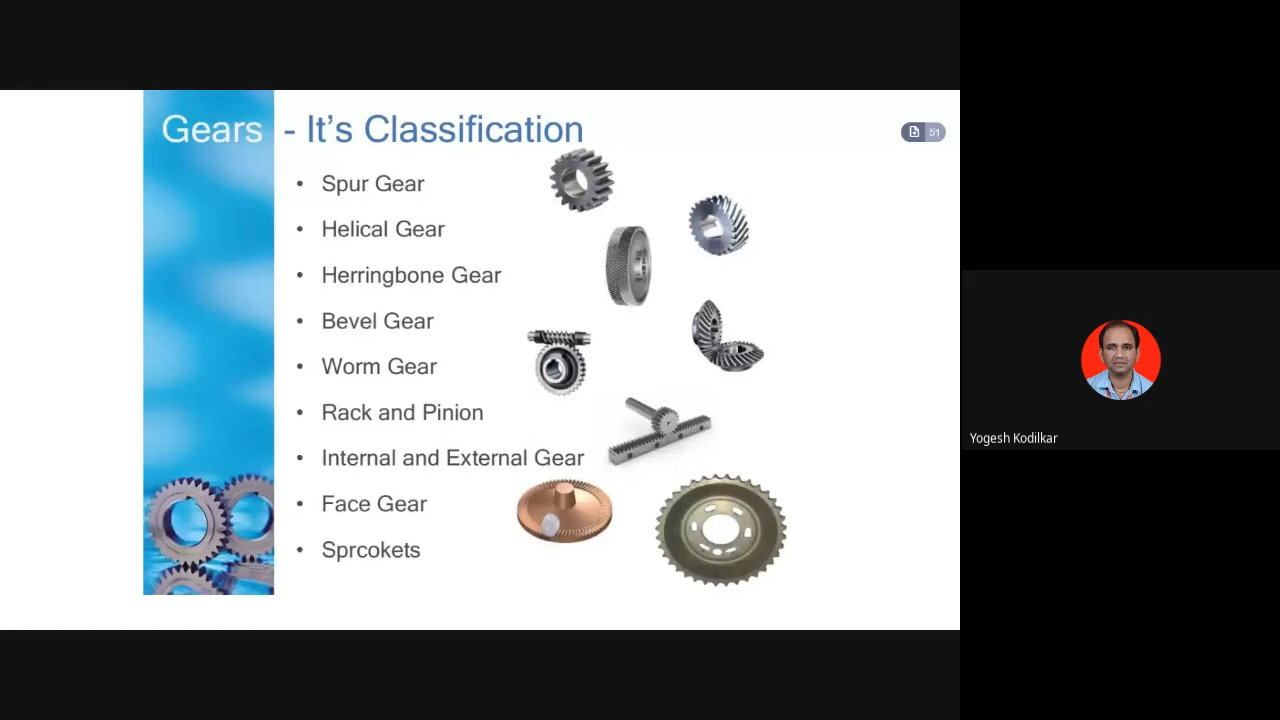 Gears - It's Classification
51
• Spur Gear
• Helical Gear
• Herringbone Gear
• Bevel Gear
• Worm Gear
• Rack and Pinion
• Internal and External Gear
• Face Gear
• Sprcokets
Yogesh Kodilkar